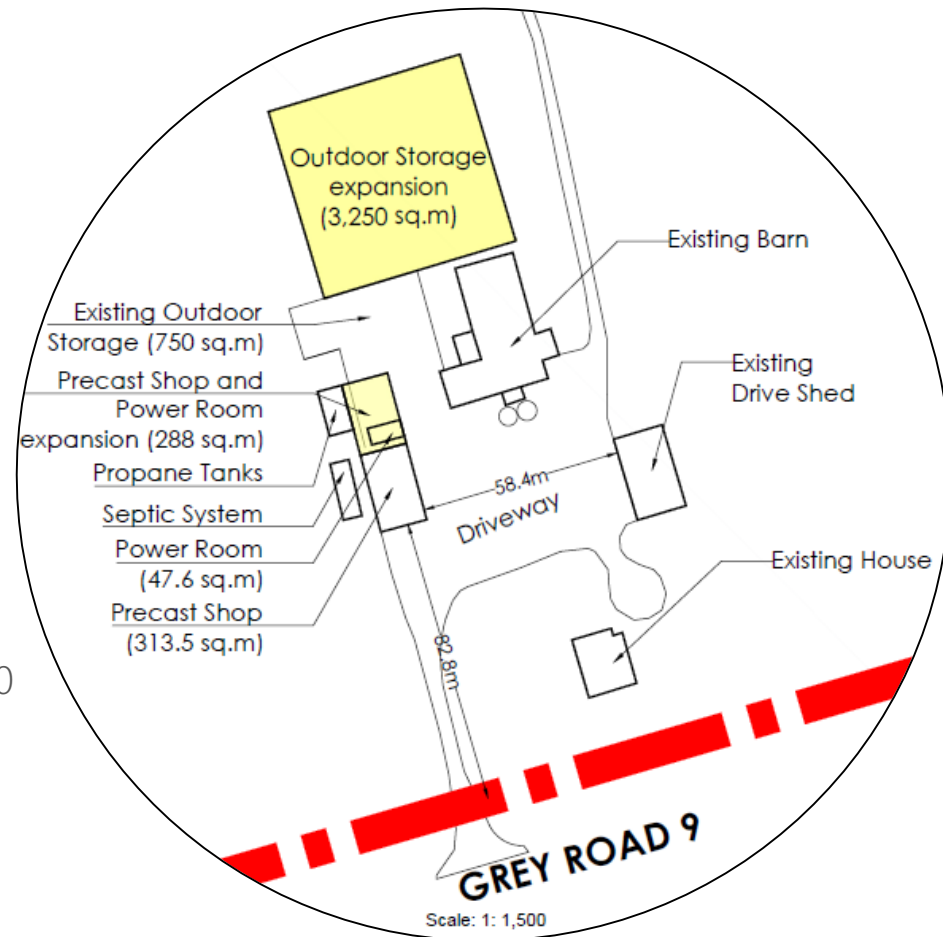 Outdoor Storage
expansion
(3,250 sq.m)
Existing Barn
Existing Outdoor
Storage (750 sq.m)
Precast Shop and
Power Room
expansion (288 sq.m)
Propane Tanks
Septic System
Power Room
(47.6 sq.m)
Precast Shop
(313.5 sq.m)
Existing
Drive Shed
58.4m
Driveway
Existing House
82.8m
0
GREY ROAD 9
Scale: 1: 1,500